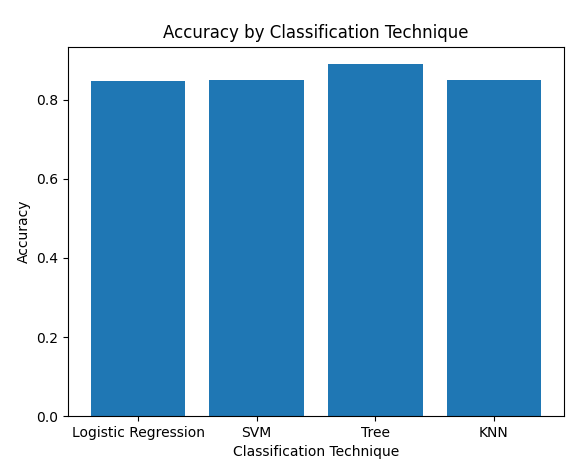 Accuracy by Classification Technique
Accuracy
0.8
0.6
0.4
0.2
0.0
Logistic Regression
SVM
Tree
KNN
Classification Technique